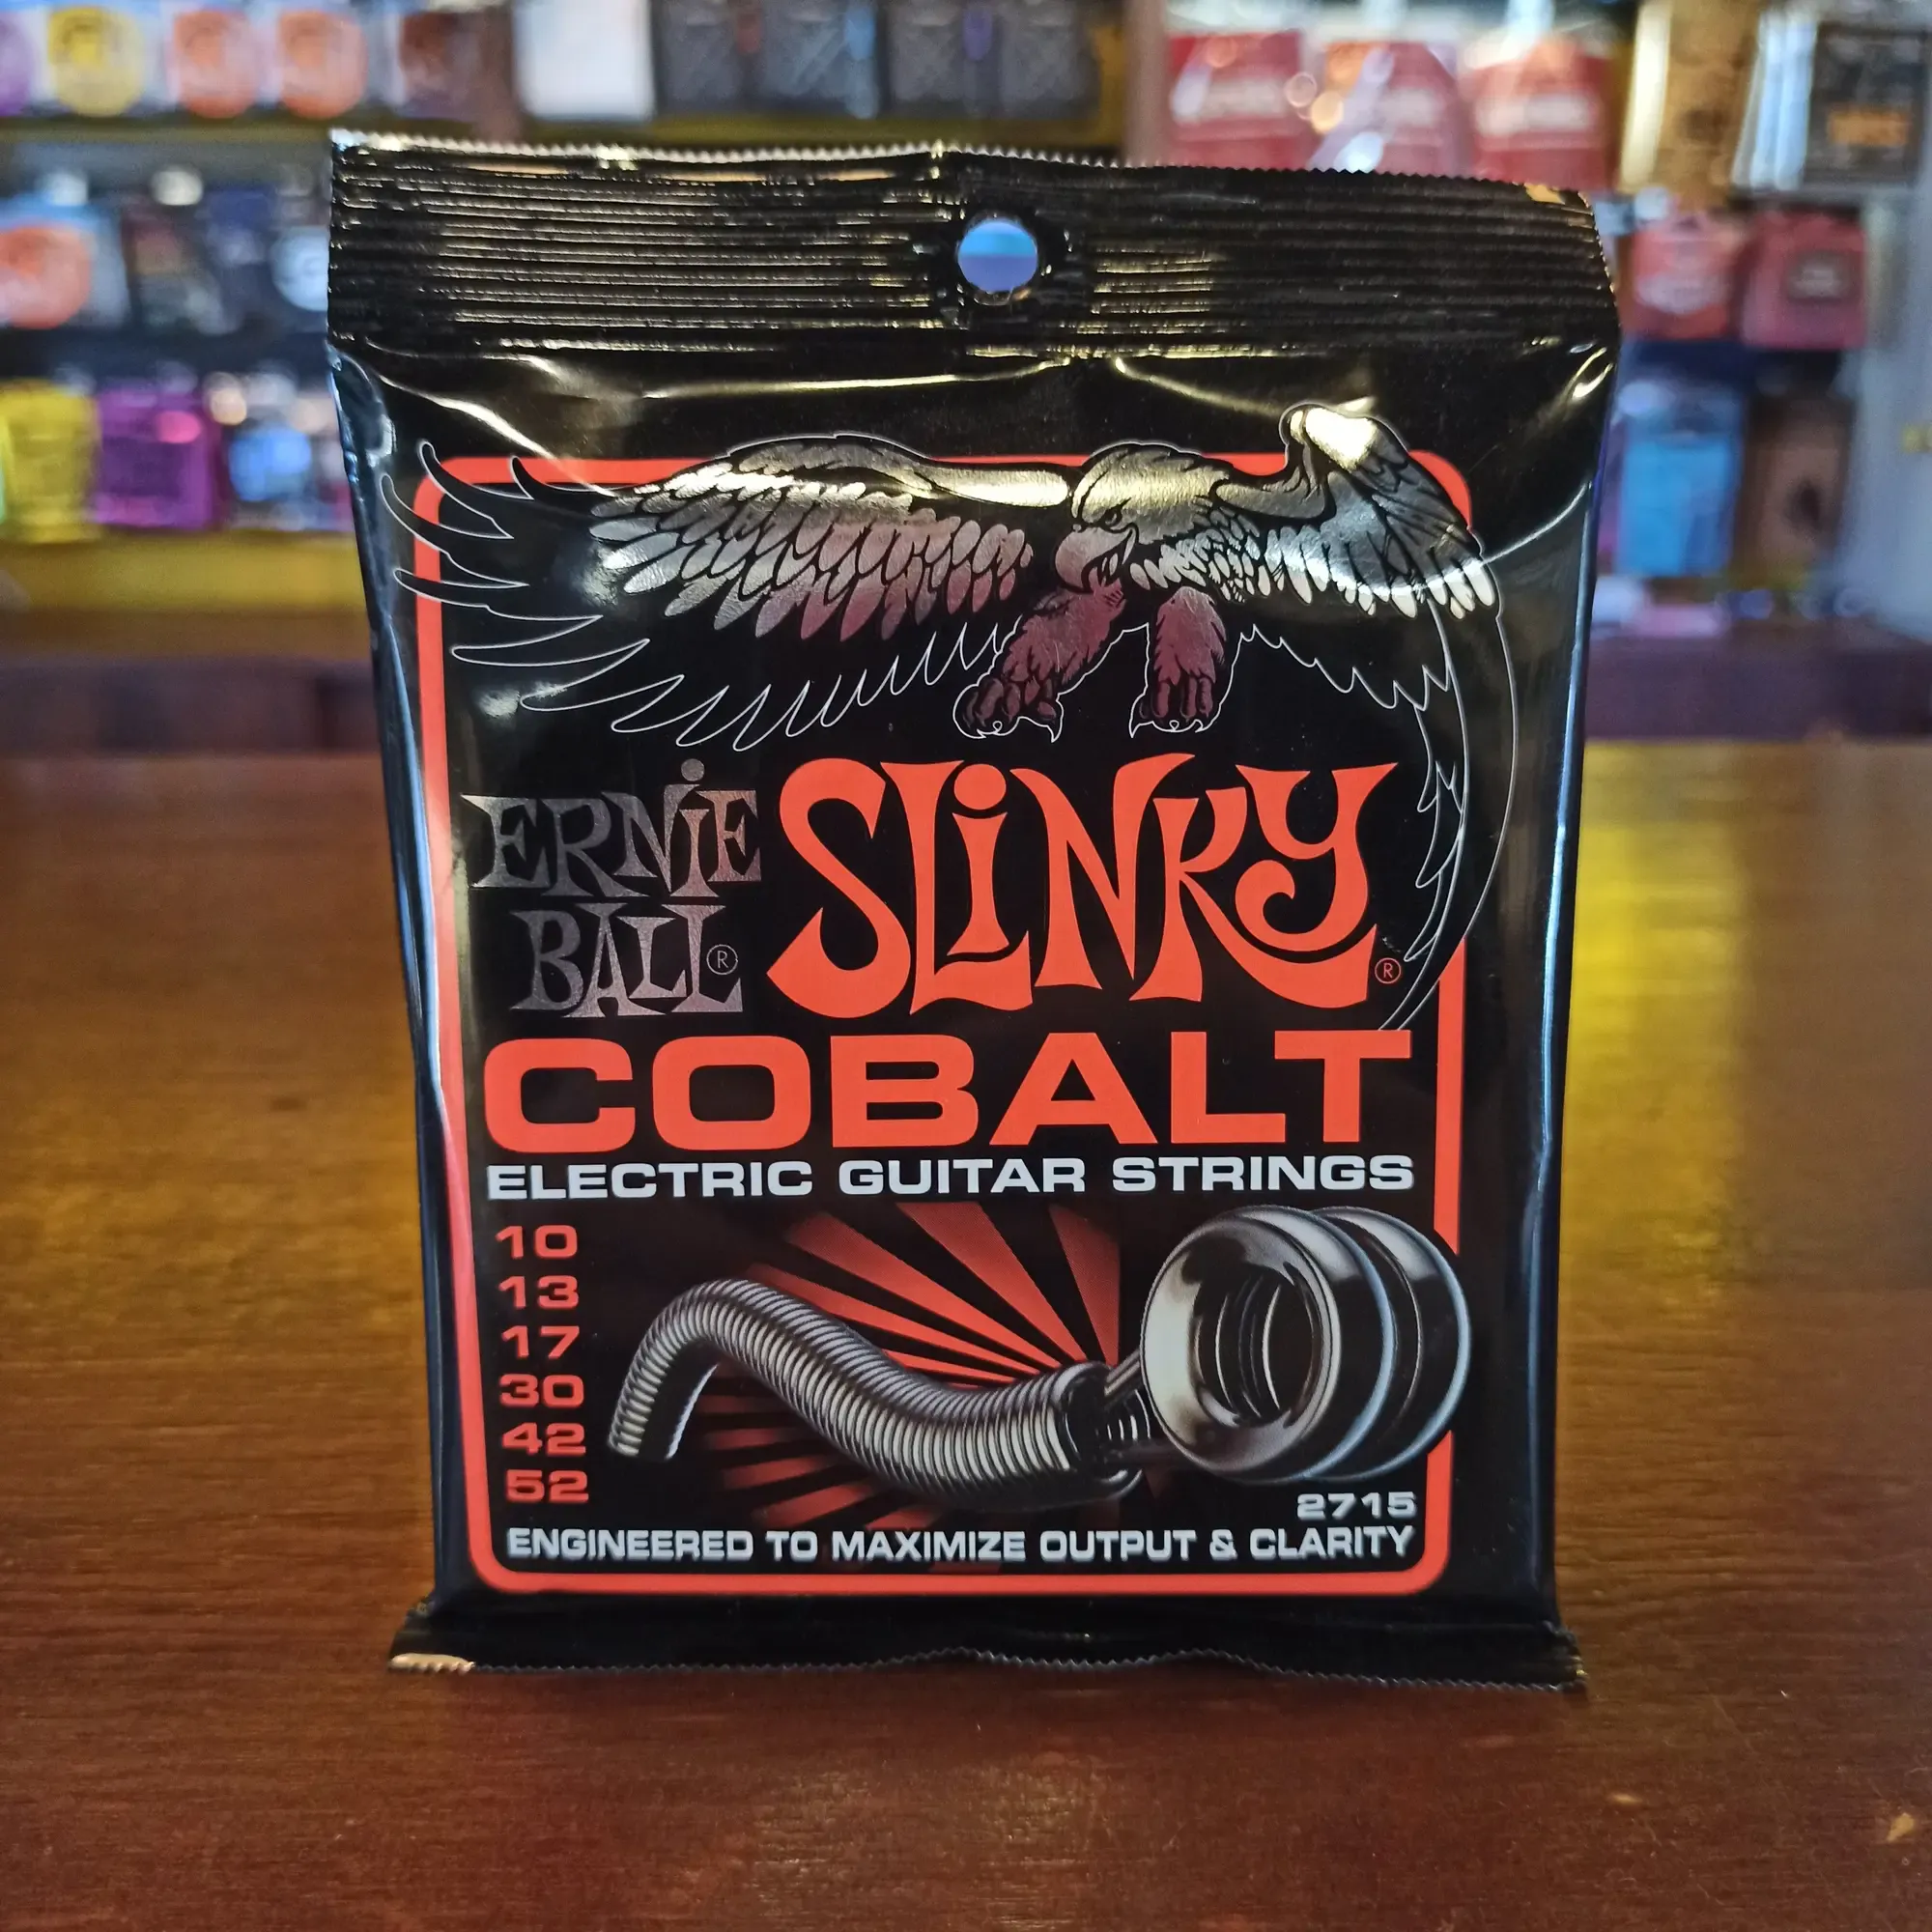 ERNiE
BALL®
SLiNKY®
COBALT
ELECTRIC GUITAR STRINGS
10
13
17
30
42
52
2715
ENGINEERED TO MAXIMIZE OUTPUT & CLARITY